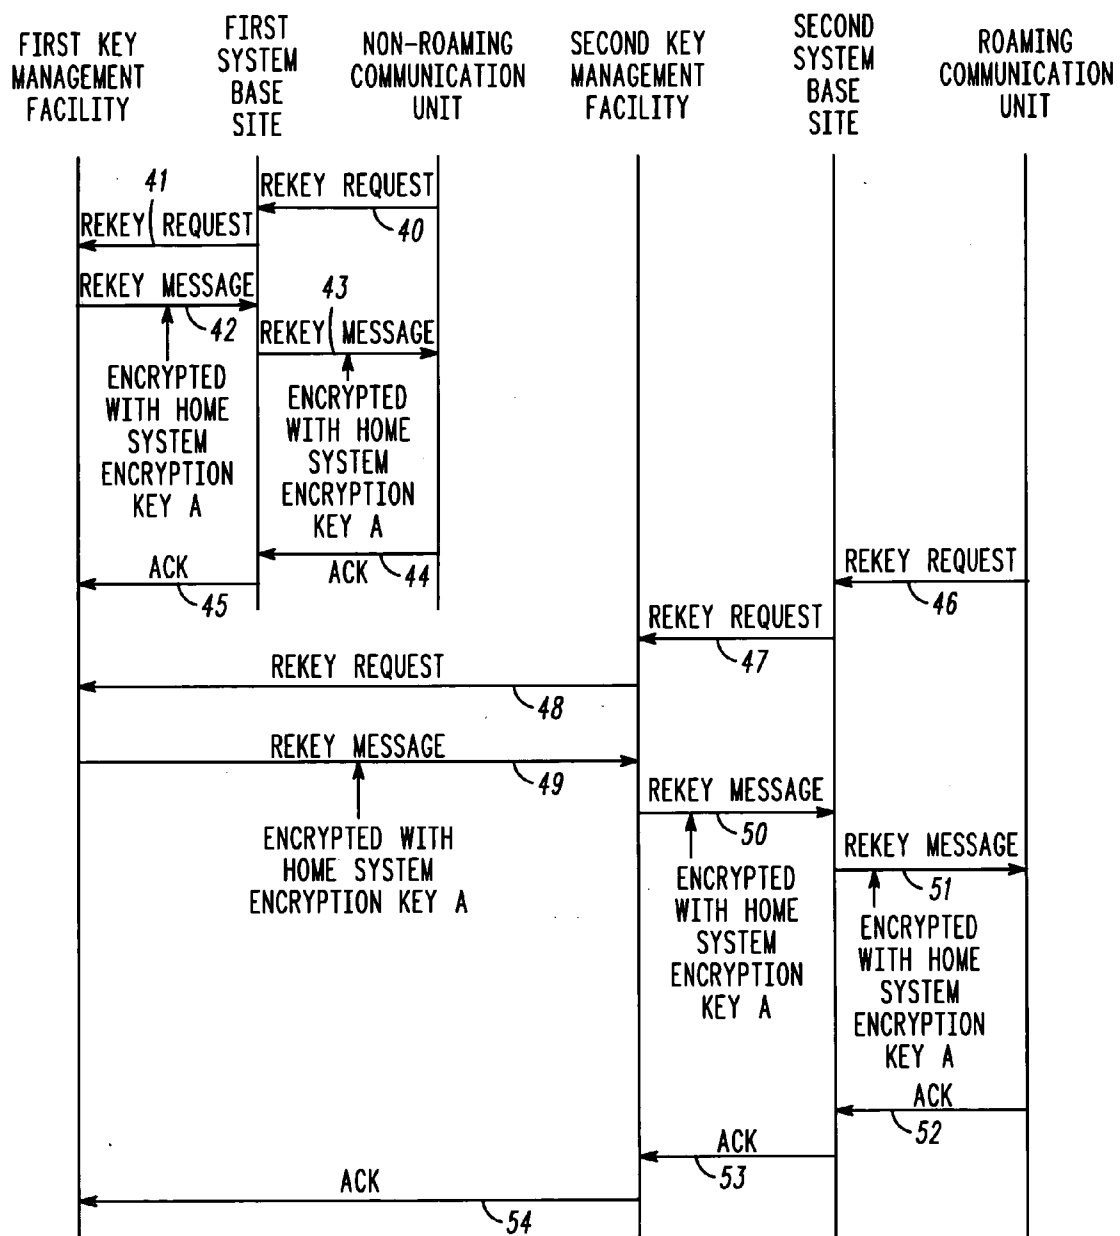 FIRST KEY
MANAGEMENT
FACILITY
FIRST
SYSTEM
BASE
SITE
NON-ROAMING
COMMUNICATION
UNIT
SECOND KEY
MANAGEMENT
FACILITY
SECOND
SYSTEM
BASE
SITE
ROAMING
COMMUNICATION
UNIT
REKEY REQUEST
40
41
REKEY REQUEST
REKEY MESSAGE
42
43
REKEY MESSAGE
ENCRYPTED
WITH HOME
SYSTEM
ENCRYPTION
KEY A
ENCRYPTED
WITH HOME
SYSTEM
ENCRYPTION
KEY A
ACK
44
ACK
45
REKEY REQUEST
46
REKEY REQUEST
47
REKEY REQUEST
48
REKEY MESSAGE
49
ENCRYPTED WITH
HOME SYSTEM
ENCRYPTION KEY A
REKEY MESSAGE
50
ENCRYPTED
WITH HOME
SYSTEM
ENCRYPTION
KEY A
REKEY MESSAGE
51
ENCRYPTED
WITH HOME
SYSTEM
ENCRYPTION
KEY A
ACK
52
ACK
53
ACK
54